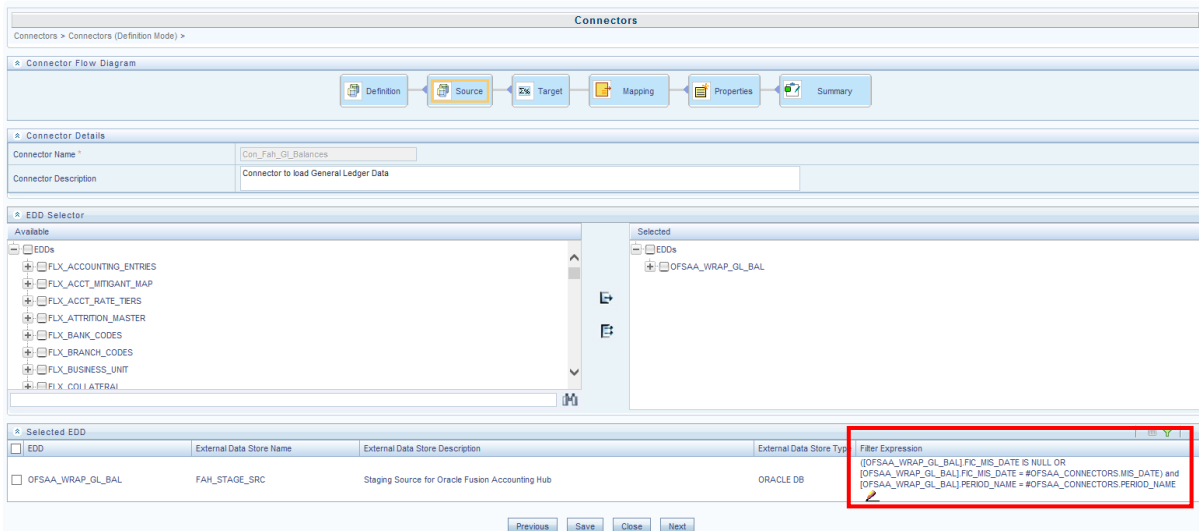 Connectors
Connectors > Connectors (Definition Mode) >
Connector Flow Diagram
Definition Source Σ% Target Mapping Properties Summary
Connector Details
Connector Name * Con_Fah_Gl_Balances
Connector Description Connector to load General Ledger Data
EDD Selector
Available Selected
EDDs EDDs
FLX_ACCOUNTING_ENTRIES OFSAA_WRAP_GL_BAL
FLX_ACCT_MITIGANT_MAP
FLX_ACCT_RATE_TIERS
FLX_ATTRITION_MASTER
FLX_BANK_CODES
FLX_BRANCH_CODES
FLX_BUSINESS_UNIT
FLX_COLLATERAL
Selected EDD
EDD External Data Store Name External Data Store Description External Data Store Type Filter Expression
([OFSAA_WRAP_GL_BAL].FIC_MIS_DATE IS NULL OR
OFSAA_WRAP_GL_BAL FAH_STAGE_SRC Staging Source for Oracle Fusion Accounting Hub ORACLE DB [OFSAA_WRAP_GL_BAL].FIC_MIS_DATE = #OFSAA_CONNECTORS.MIS_DATE) and
[OFSAA_WRAP_GL_BAL].PERIOD_NAME = #OFSAA_CONNECTORS.PERIOD_NAME
Previous Save Close Next